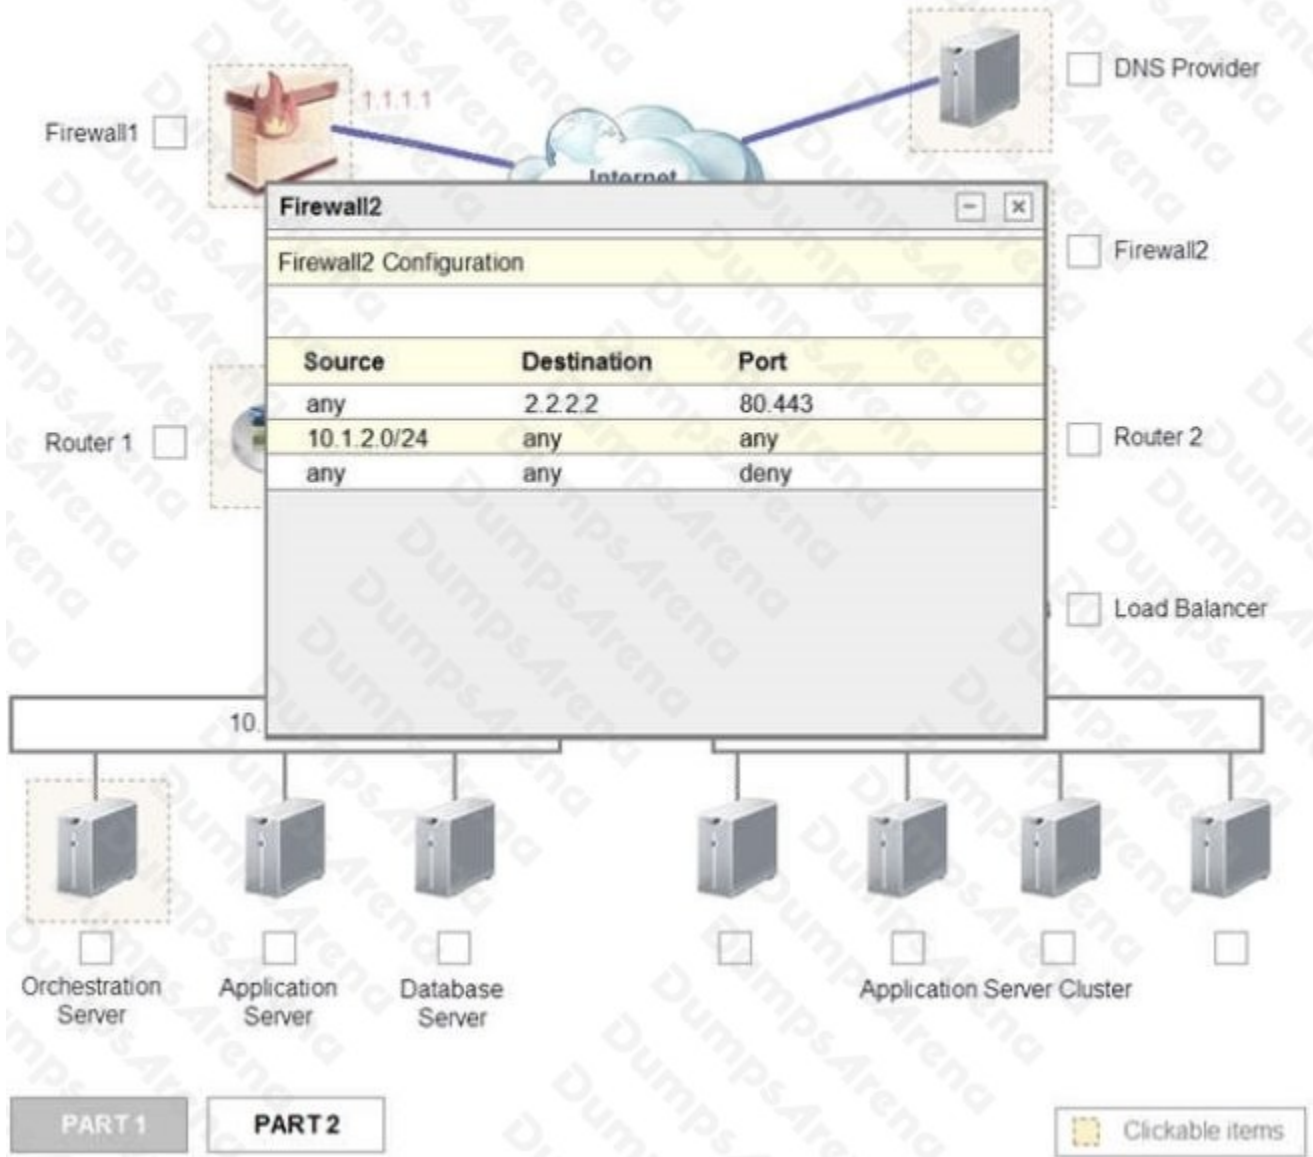 DNS Provider
1.1.1.1
Firewall1
Internet
Firewall2
Firewall2
Firewall2 Configuration
Source Destination Port
any 2.2.2.2 80.443
10.1.2.0/24 any any
any any deny
Router 1
Router 2
Load Balancer
10.
Orchestration
Server
Application
Server
Database
Server
Application Server Cluster
PART 1
PART 2
Clickable items
DumpsArena